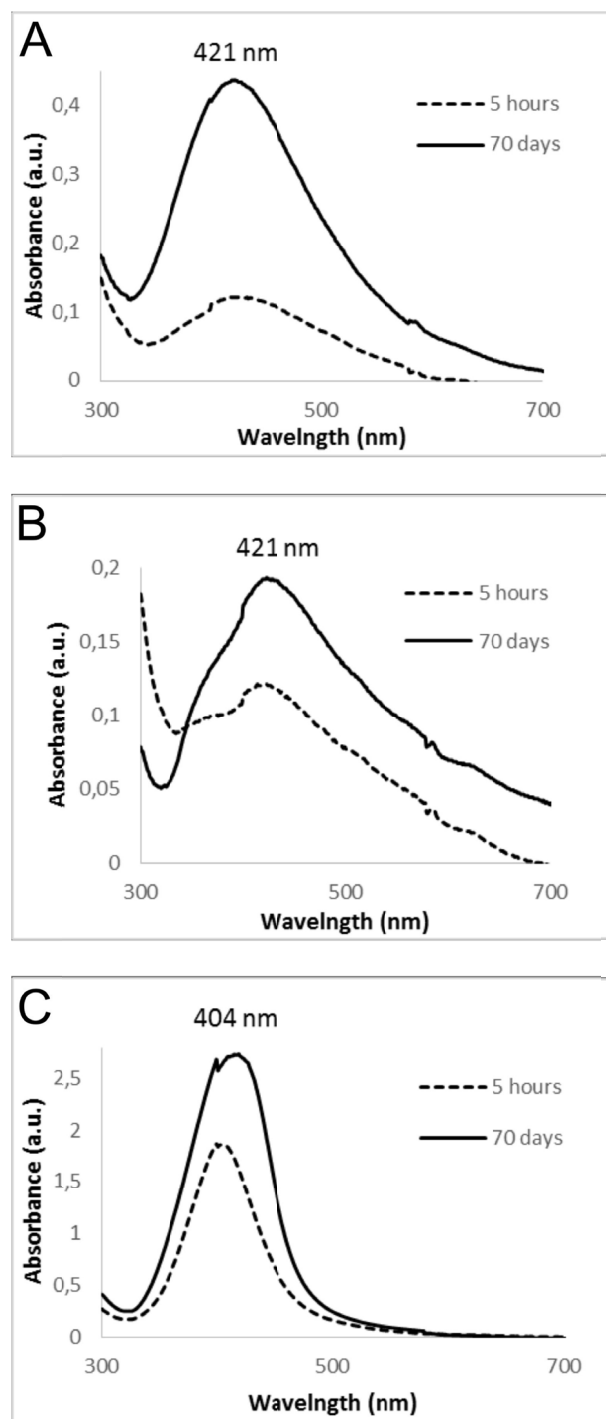 A
421 nm
0,4
0,3
0,2
0,1
0
Absorbance (a.u.)
5 hours
70 days
300 500 700
Wavelngth (nm)
B
421 nm
0,2
0,15
0,1
0,05
0
Absorbance (a.u.)
5 hours
70 days
300 500 700
Wavelngth (nm)
C
404 nm
2,5
2
1,5
1
0,5
0
Absorbance (a.u.)
5 hours
70 days
300 500 700
Wavelngth (nm)